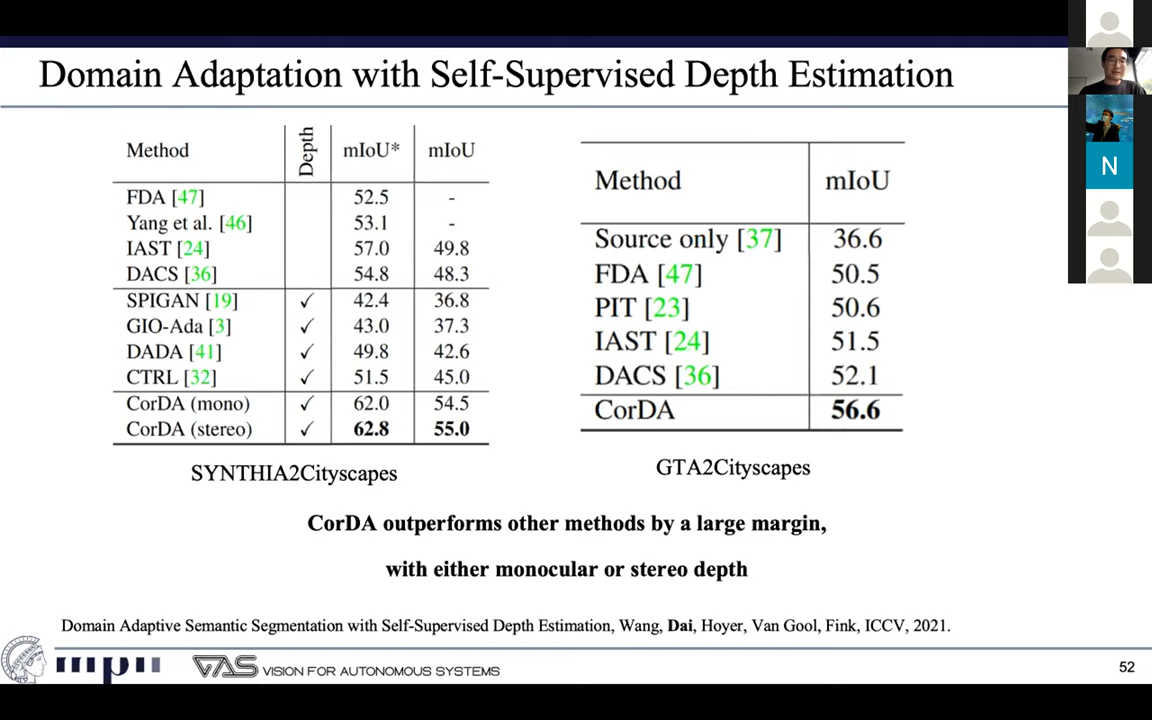 Domain Adaptation with Self-Supervised Depth Estimation
Method Depth mIoU* mIoU
FDA [47] 52.5 -
Yang et al. [46] 53.1 -
IAST [24] 57.0 49.8
DACS [36] 54.8 48.3
SPIGAN [19] ✓ 42.4 36.8
GIO-Ada [3] ✓ 43.0 37.3
DADA [41] ✓ 49.8 42.6
CTRL [32] ✓ 51.5 45.0
CorDA (mono) ✓ 62.0 54.5
CorDA (stereo) ✓ 62.8 55.0
SYNTHIA2Cityscapes
Method mIoU
Source only [37] 36.6
FDA [47] 50.5
PIT [23] 50.6
IAST [24] 51.5
DACS [36] 52.1
CorDA 56.6
GTA2Cityscapes
CorDA outperforms other methods by a large margin,
with either monocular or stereo depth
Domain Adaptive Semantic Segmentation with Self-Supervised Depth Estimation, Wang, Dai, Hoyer, Van Gool, Fink, ICCV, 2021.
mpii
VAS VISION FOR AUTONOMOUS SYSTEMS
52
N